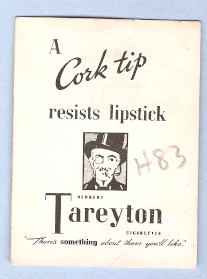 A
Cork tip
resists lipstick
H83
HERBERT
Tareyton
CIGARETTES
"There's something about them you'll like."